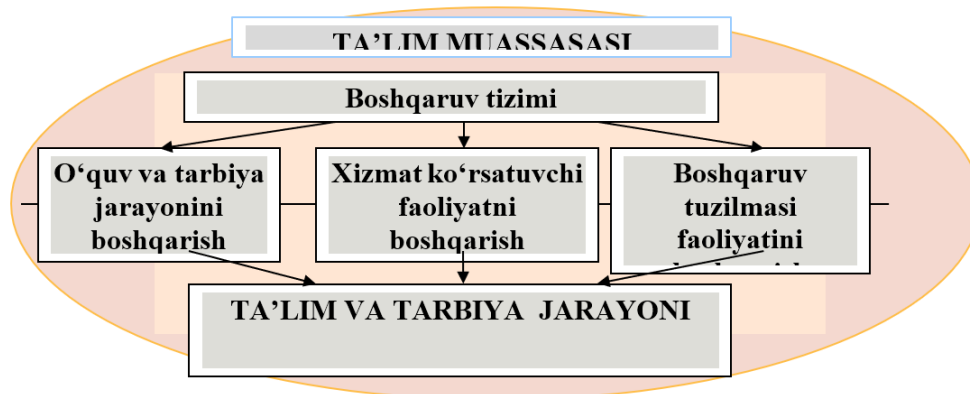 TA’LIM MUASSASASI
Boshqaruv tizimi
O‘quv va tarbiya
jarayonini
boshqarish
Xizmat ko‘rsatuvchi
faoliyatni
boshqarish
Boshqaruv
tuzilmasi
faoliyatini
TA’LIM VA TARBIYA JARAYONI